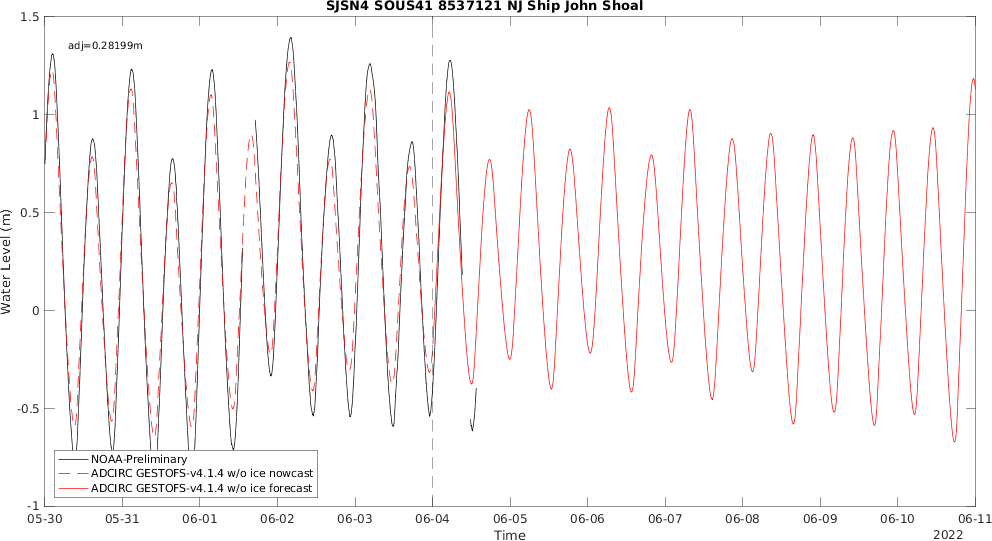 SJSN4 SOUS41 8537121 NJ Ship John Shoal
adj=0.28199m
1.5
1
0.5
0
-0.5
-1
Water Level (m)
NOAA-Preliminary
ADCIRC GESTOFS-v4.1.4 w/o ice nowcast
ADCIRC GESTOFS-v4.1.4 w/o ice forecast
05-30 05-31 06-01 06-02 06-03 06-04 06-05 06-06 06-07 06-08 06-09 06-10 06-11
Time
2022